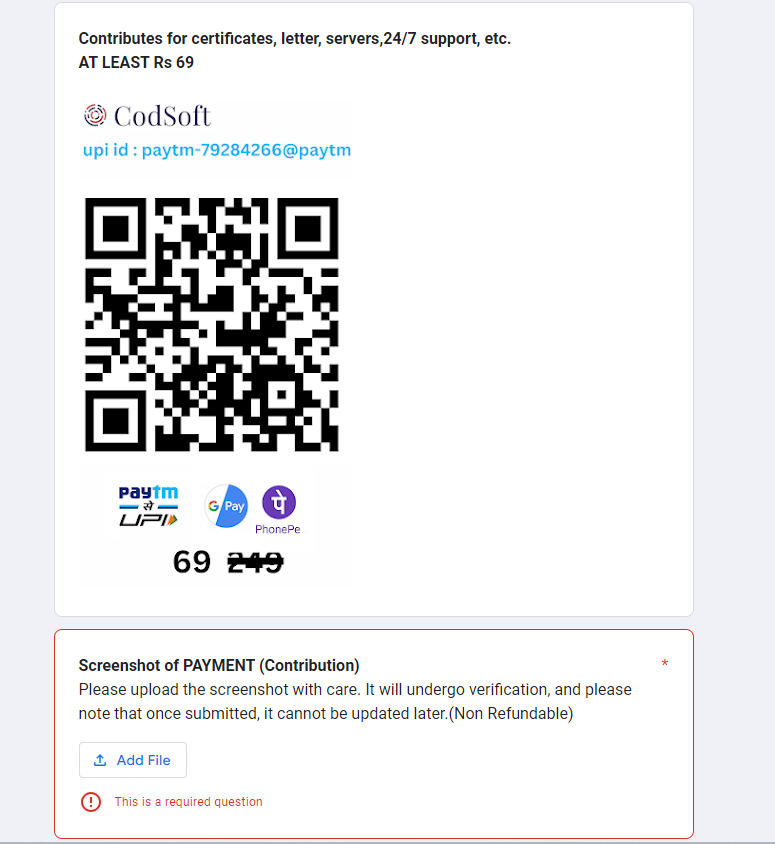 Contributes for certificates, letter, servers,24/7 support, etc.
AT LEAST Rs 69
CodSoft
upi id : paytm-79284266@paytm
paytm
से
UPI
G Pay
पे
PhonePe
69 249
Screenshot of PAYMENT (Contribution) *
Please upload the screenshot with care. It will undergo verification, and please
note that once submitted, it cannot be updated later.(Non Refundable)
Add File
This is a required question